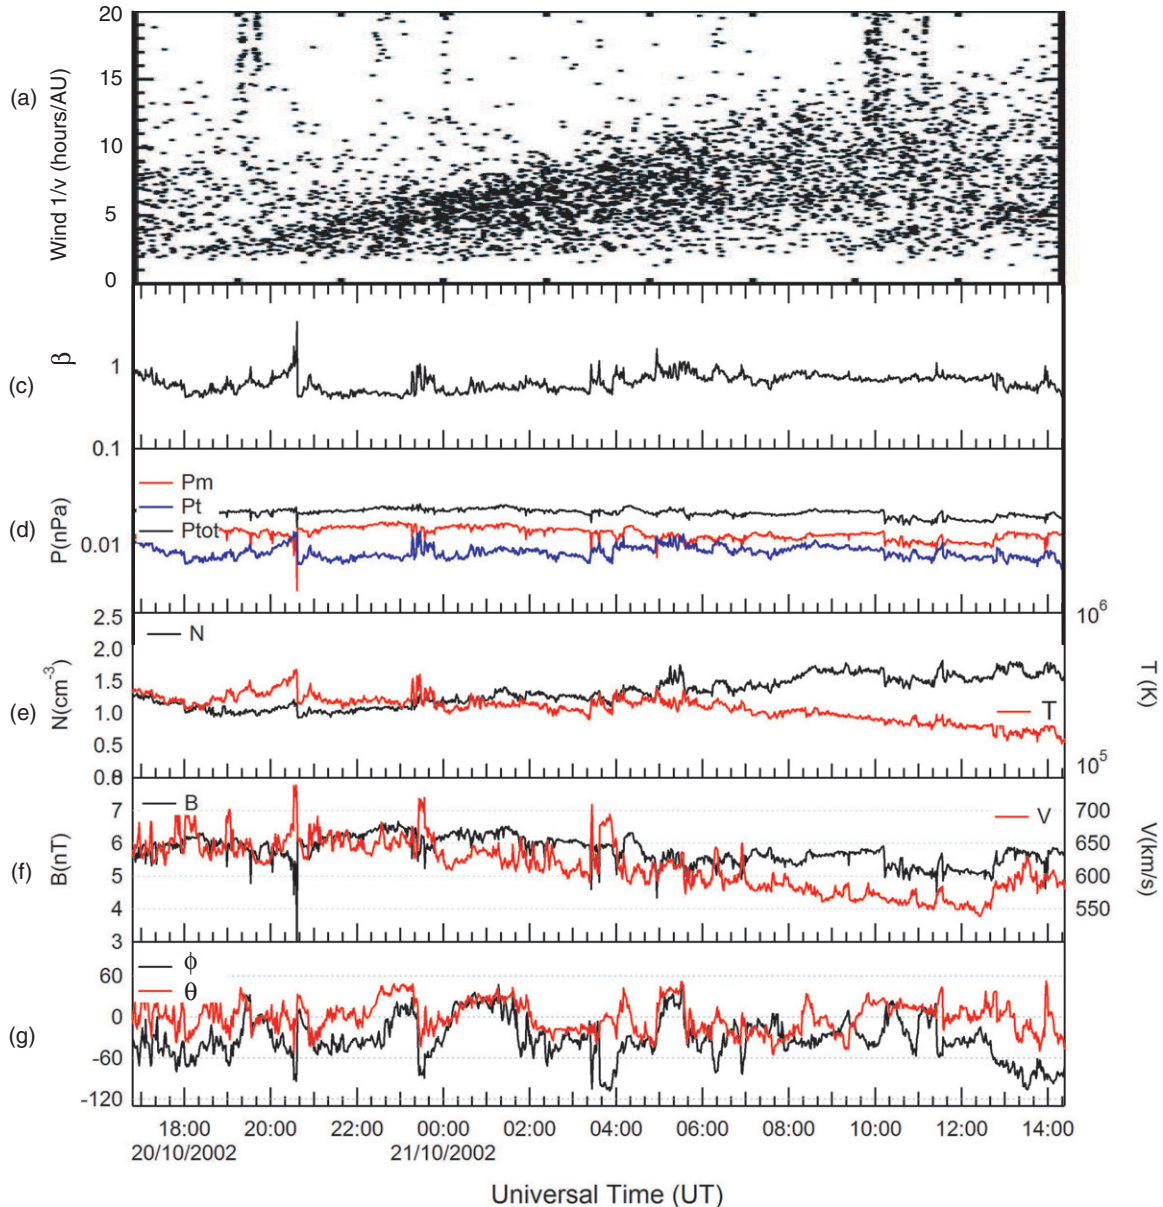 20
15
(a)
Wind 1/v (hours/AU)
10
5
0
β
1
(c)
0.1
Pm
Pt
Ptot
(d)
P(nPa)
0.01
2.5
10⁶
N
2.0
1.5
(e)
N(cm⁻³)
T (K)
1.0
T
0.5
10⁵
0.8
B
7
700
V
6
650
(f)
B(nT)
V(km/s)
5
600
4
550
3
ϕ
60
θ
0
(g)
-60
-120
18:00 20:00 22:00 00:00 02:00 04:00 06:00 08:00 10:00 12:00 14:00
20/10/2002 21/10/2002
Universal Time (UT)